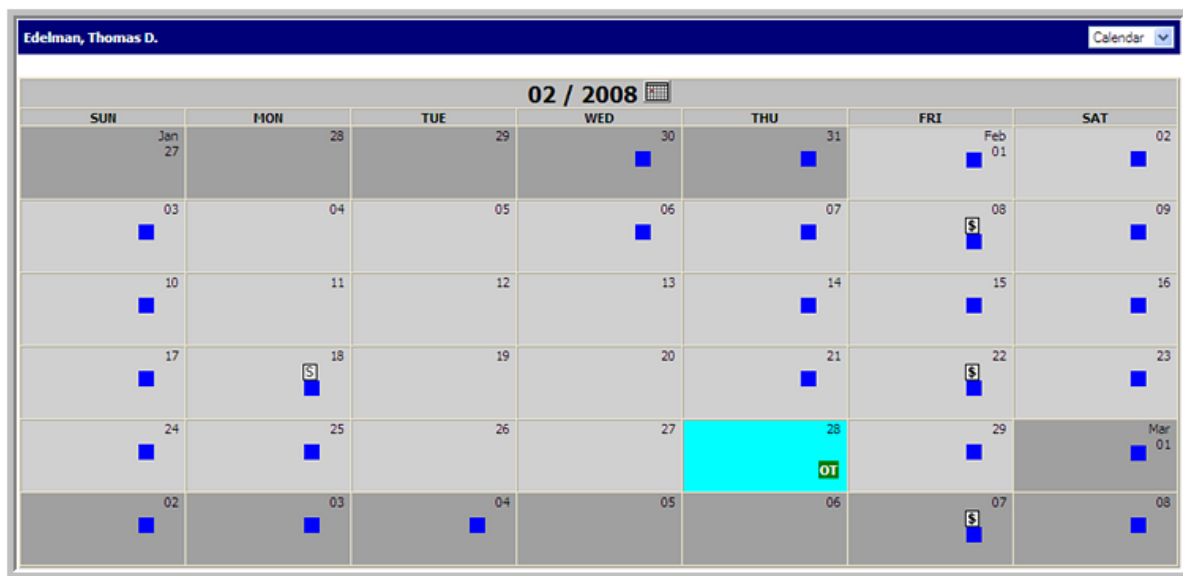 Edelman, Thomas D. Calendar
02 / 2008
SUN MON TUE WED THU FRI SAT
Jan 27 28 29 30 31 Feb 01 02
03 04 05 06 07 $ 08 09
10 11 12 13 14 15 16
17 S 18 19 20 21 $ 22 23
24 25 26 27 28 OT 29 Mar 01
02 03 04 05 06 $ 07 08